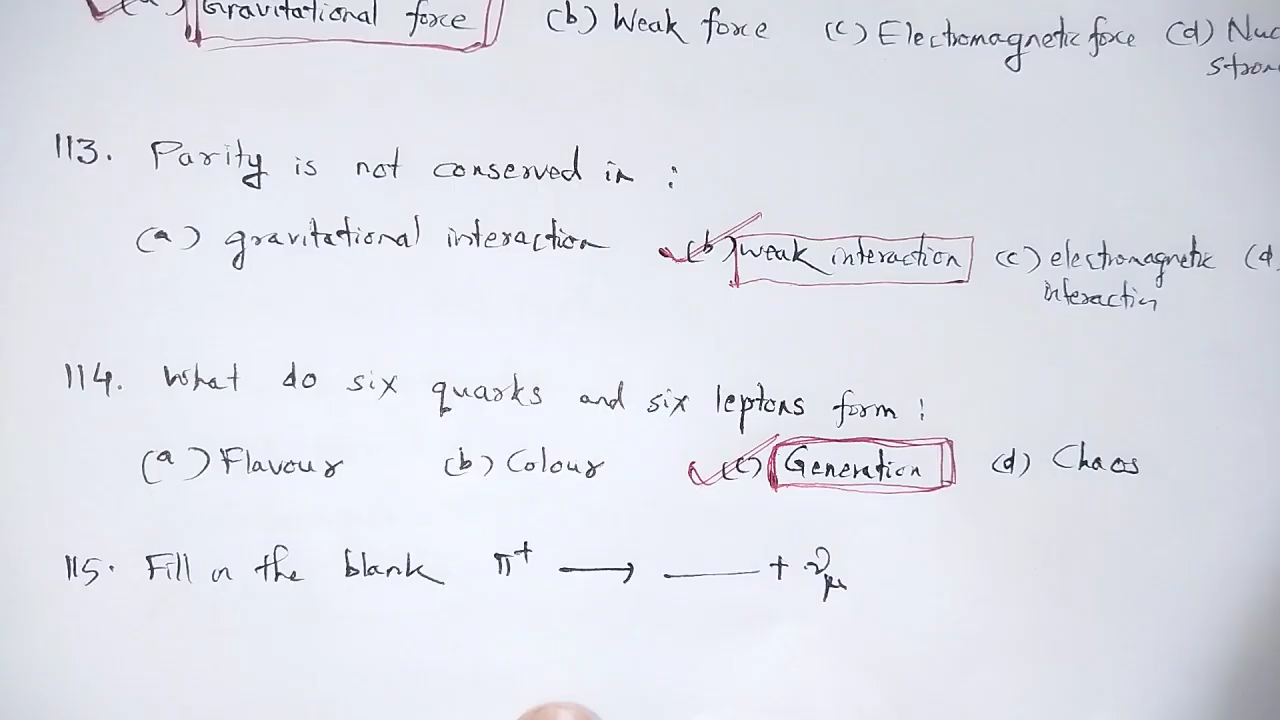 (a) Gravitational force (b) Weak force (c) Electromagnetic force (d)
113. Parity is not conserved in :
(a) gravitational interaction (b) weak interaction (c) electromagnetic (d
interaction
114. What do six quarks and six leptons form :
(a) Flavour (b) Colour (c) Generation (d) Chaos
115. Fill in the blank π⁺ ⟶ ____ + ν_μ